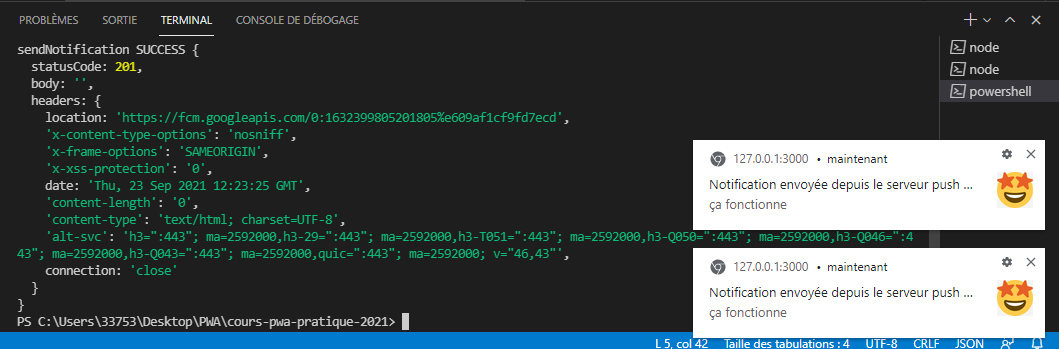 PROBLÈMES SORTIE TERMINAL CONSOLE DE DÉBOGAGE
sendNotification SUCCESS {
statusCode: 201,
body: '',
headers: {
location: 'https://fcm.googleapis.com/0:1632399805201805%e609af1cf9fd7ecd',
'x-content-type-options': 'nosniff',
'x-frame-options': 'SAMEORIGIN',
'x-xss-protection': '0',
date: 'Thu, 23 Sep 2021 12:23:25 GMT',
'content-length': '0',
'content-type': 'text/html; charset=UTF-8',
'alt-svc': 'h3=":443"; ma=2592000,h3-29=":443"; ma=2592000,h3-T051=":443"; ma=2592000,h3-Q050=":443"; ma=2592000,h3-Q046=":4
43"; ma=2592000,h3-Q043=":443"; ma=2592000,quic=":443"; ma=2592000; v="46,43"',
connection: 'close'
}
}
PS C:\Users\33753\Desktop\PWA\cours-pwa-pratique-2021>
node
node
powershell
127.0.0.1:3000 • maintenant
Notification envoyée depuis le serveur push ...
ça fonctionne
127.0.0.1:3000 • maintenant
Notification envoyée depuis le serveur push ...
ça fonctionne
L 5, col 42 Taille des tabulations : 4 UTF-8 CRLF JSON